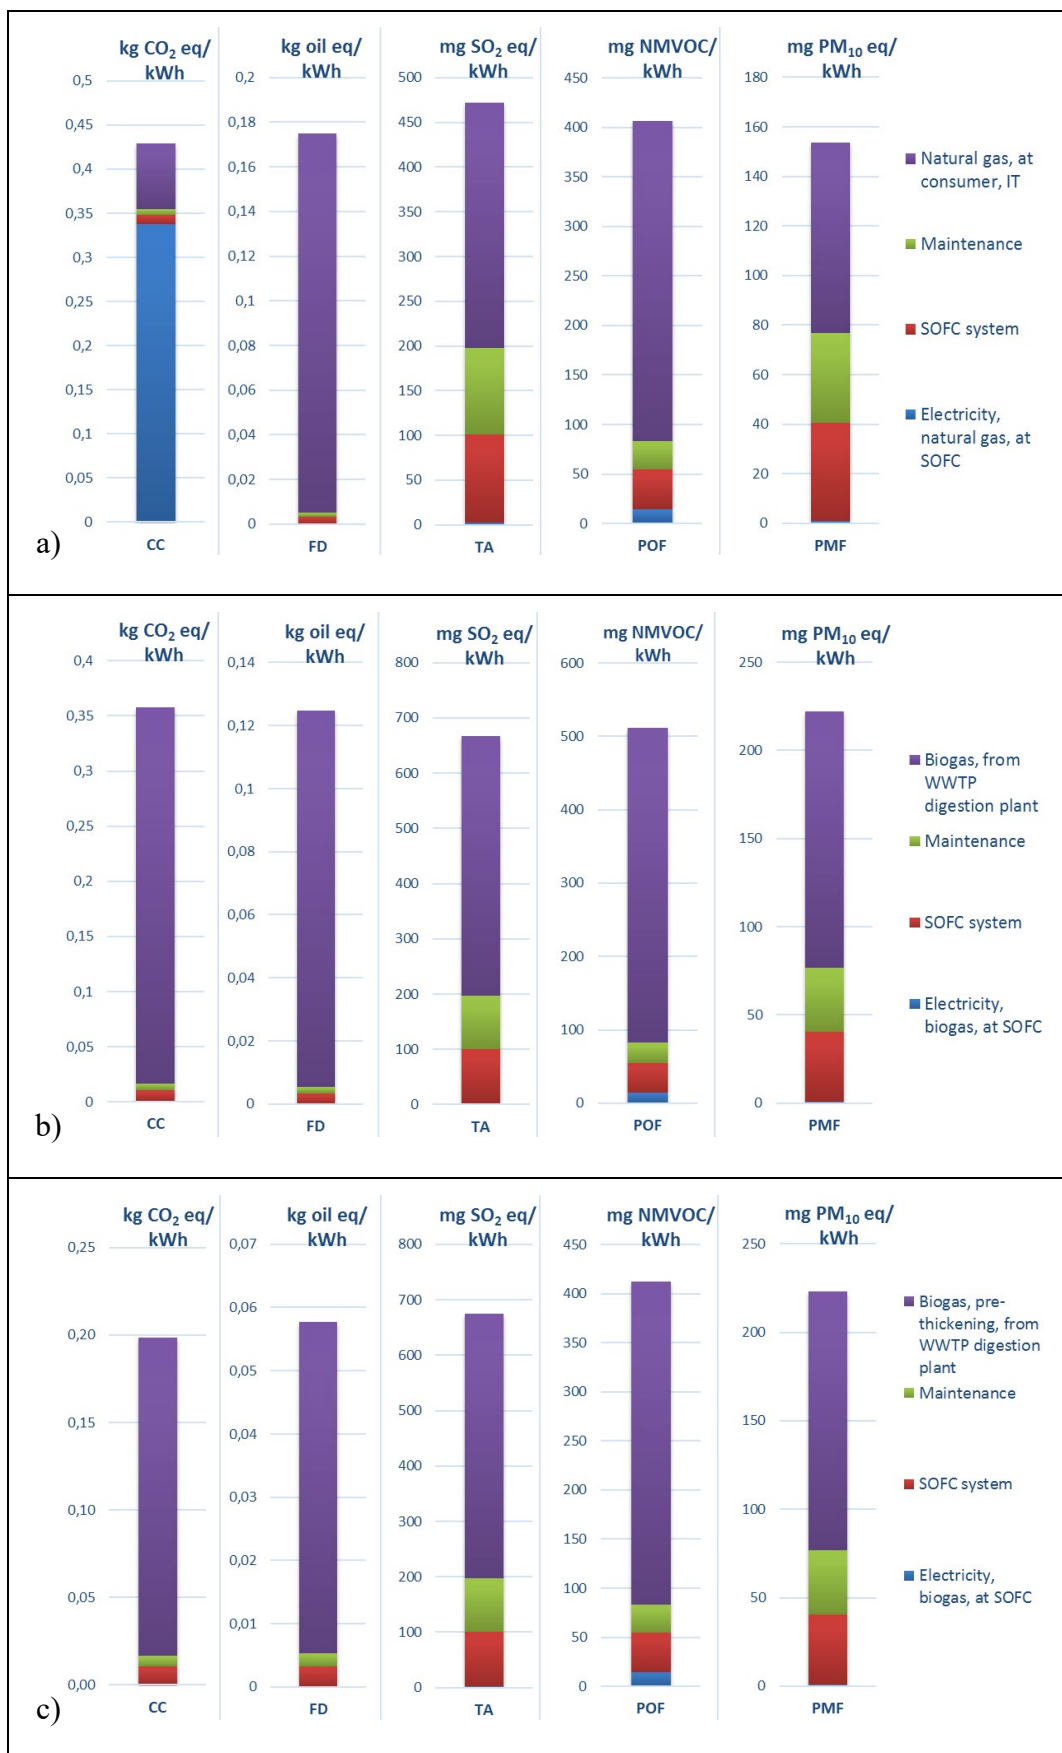 kg CO2 eq/
kWh
0,5
0,45
0,4
0,35
0,3
0,25
0,2
0,15
0,1
0,05
0
CC
kg oil eq/
kWh
0,2
0,18
0,16
0,14
0,12
0,1
0,08
0,06
0,04
0,02
0
FD
mg SO2 eq/
kWh
500
450
400
350
300
250
200
150
100
50
0
TA
mg NMVOC/
kWh
450
400
350
300
250
200
150
100
50
0
POF
mg PM10 eq/
kWh
180
160
140
120
100
80
60
40
20
0
PMF
Natural gas, at
consumer, IT
Maintenance
SOFC system
Electricity,
natural gas, at
SOFC
a)
kg CO2 eq/
kWh
0,4
0,35
0,3
0,25
0,2
0,15
0,1
0,05
0
CC
kg oil eq/
kWh
0,14
0,12
0,1
0,08
0,06
0,04
0,02
0
FD
mg SO2 eq/
kWh
800
700
600
500
400
300
200
100
0
TA
mg NMVOC/
kWh
600
500
400
300
200
100
0
POF
mg PM10 eq/
kWh
250
200
150
100
50
0
PMF
Biogas, from
WWTP
digestion plant
Maintenance
SOFC system
Electricity,
biogas, at SOFC
b)
kg CO2 eq/
kWh
0,25
0,20
0,15
0,10
0,05
0,00
CC
kg oil eq/
kWh
0,07
0,06
0,05
0,04
0,03
0,02
0,01
0
FD
mg SO2 eq/
kWh
800
700
600
500
400
300
200
100
0
TA
mg NMVOC/
kWh
450
400
350
300
250
200
150
100
50
0
POF
mg PM10 eq/
kWh
250
200
150
100
50
0
PMF
Biogas, pre-
thickening, from
WWTP digestion
plant
Maintenance
SOFC system
Electricity,
biogas, at SOFC
c)